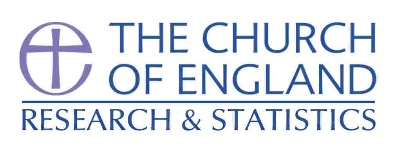 THE CHURCH
OF ENGLAND
RESEARCH & STATISTICS